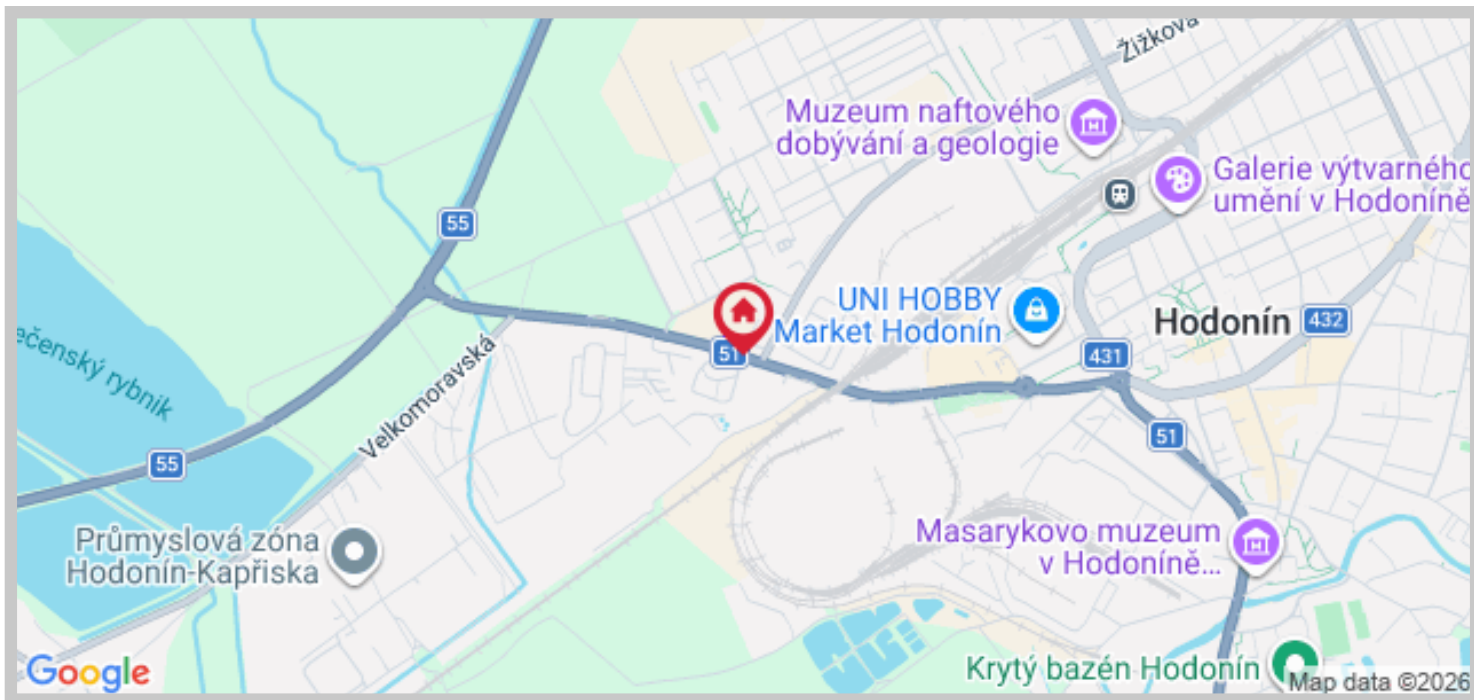 Žižkova
Muzeum naftového
dobývání a geologie
Galerie výtvarného
umění v Hodoníně
55
UNI HOBBY
Market Hodonín
Hodonín
432
51
431
ečenský rybník
Velkomoravská
51
55
Průmyslová zóna
Hodonín-Kapřiska
Masarykovo muzeum
v Hodoníně...
Krytý bazén Hodonín
Google
Map data ©2026